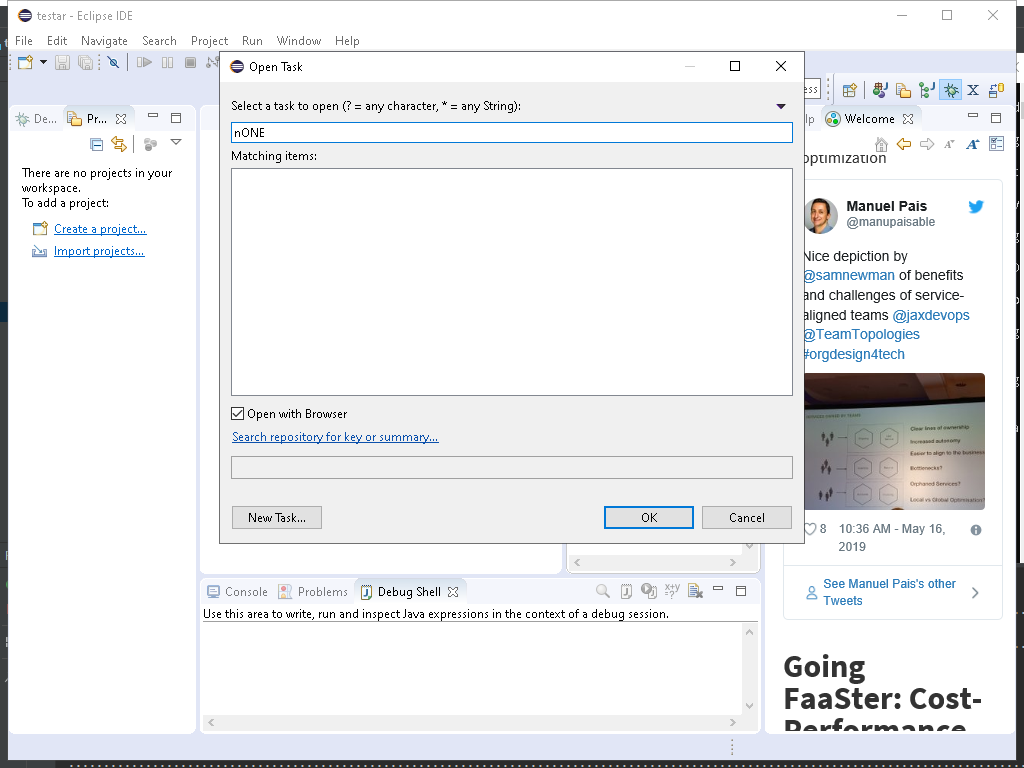 testar - Eclipse IDE
File Edit Navigate Search Project Run Window Help
Open Task
Select a task to open (? = any character, * = any String):
nONE
Matching items:
Open with Browser
Search repository for key or summary...
New Task...
OK
Cancel
De...
Pr...
There are no projects in your
workspace.
To add a project:
Create a project...
Import projects...
Welcome
optimization
Manuel Pais
@manupaisable
Nice depiction by
@samnewman of benefits
and challenges of service-
aligned teams @jaxdevops
@TeamTopologies
#orgdesign4tech
Clear lines of ownership
Increased autonomy
Easier to align to the business
Bottlenecks?
Orphaned Services?
Local vs Global Optimisation?
8 10:36 AM - May 16,
2019
See Manuel Pais's other
Tweets
Going
FaaSter: Cost-
Performance
Console
Problems
Debug Shell
Use this area to write, run and inspect Java expressions in the context of a debug session.